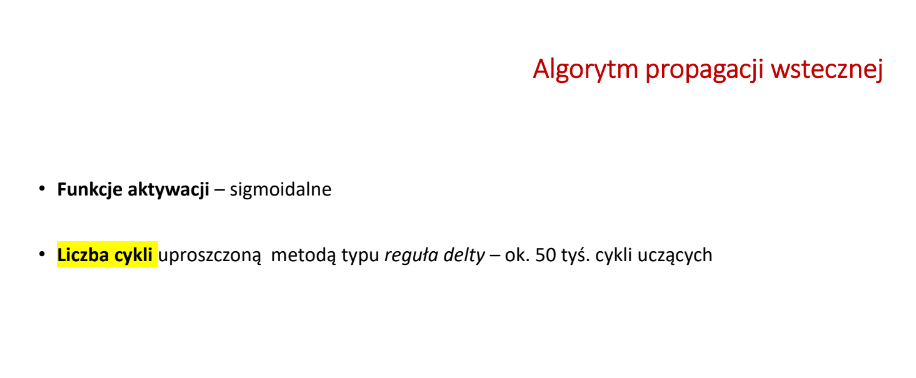 Algorytm propagacji wstecznej
• Funkcje aktywacji – sigmoidalne
• Liczba cykli uproszczoną metodą typu reguła delty – ok. 50 tyś. cykli uczących